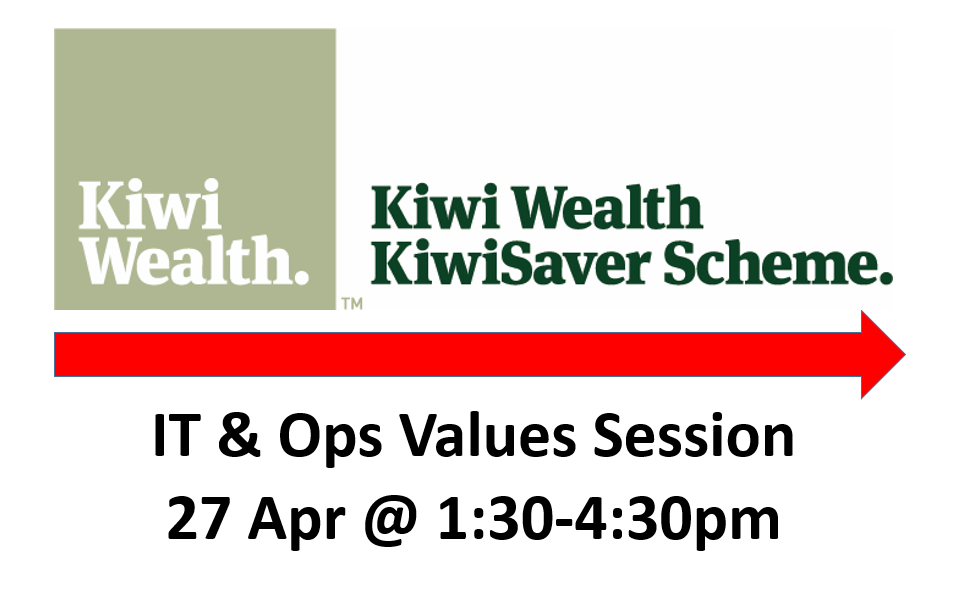 Kiwi
Wealth.
TM
Kiwi Wealth
KiwiSaver Scheme.
IT & Ops Values Session
27 Apr @ 1:30-4:30pm